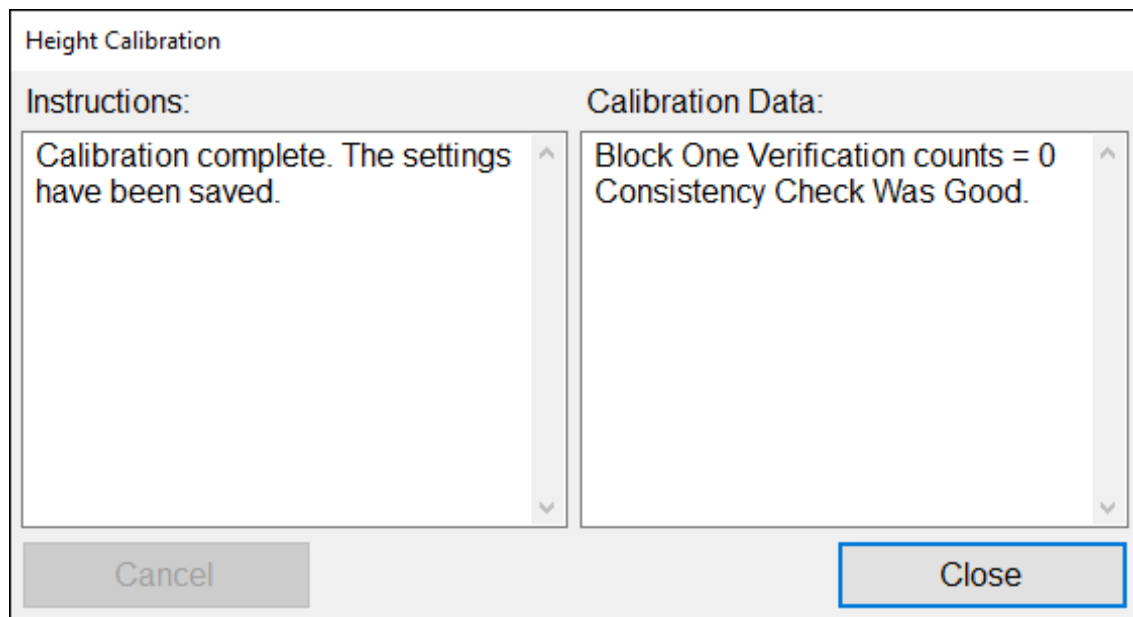 Height Calibration
Instructions:
Calibration Data:
Calibration complete. The settings
have been saved.
Block One Verification counts = 0
Consistency Check Was Good.
Cancel
Close